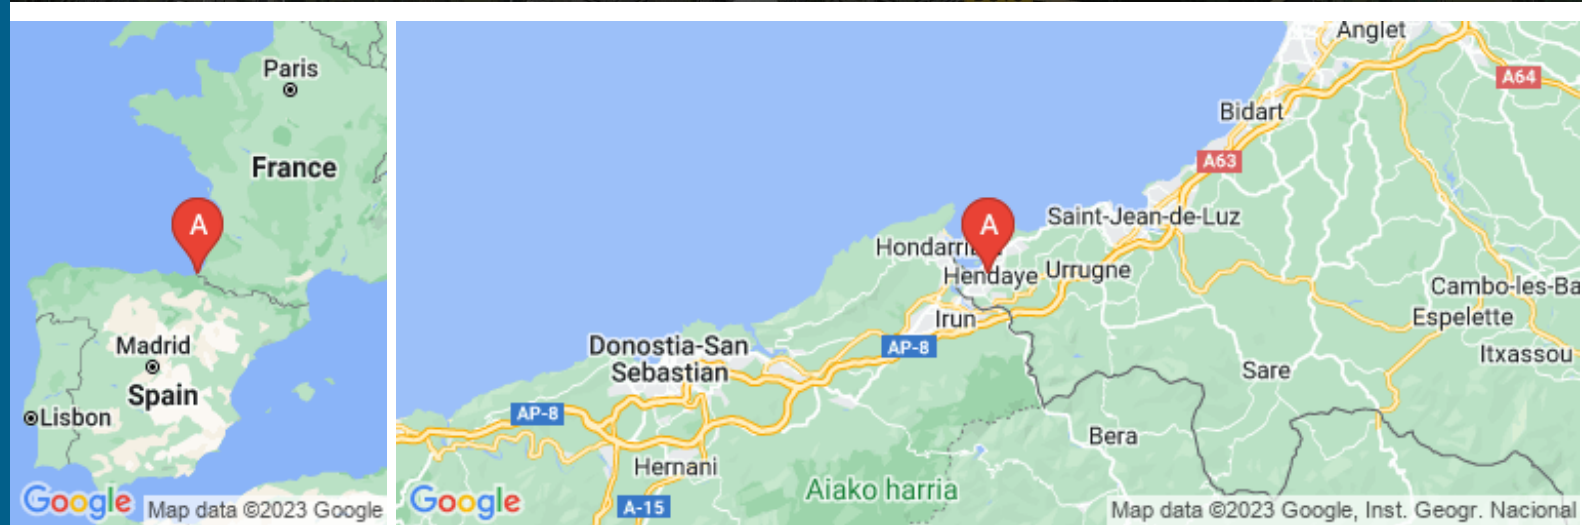 Paris
France
A
Madrid
Spain
Lisbon
Google
Map data ©2023 Google
Anglet
A64
Bidart
A63
A
Saint-Jean-de-Luz
Hondarri
Hendaye
Urrugne
Cambo-les-Ba
Irun
Espelette
AP-8
Donostia-San
Sebastian
Itxassou
Sare
AP-8
Bera
Hernani
Aiako harria
Google
A-15
Map data ©2023 Google, Inst. Geogr. Nacional